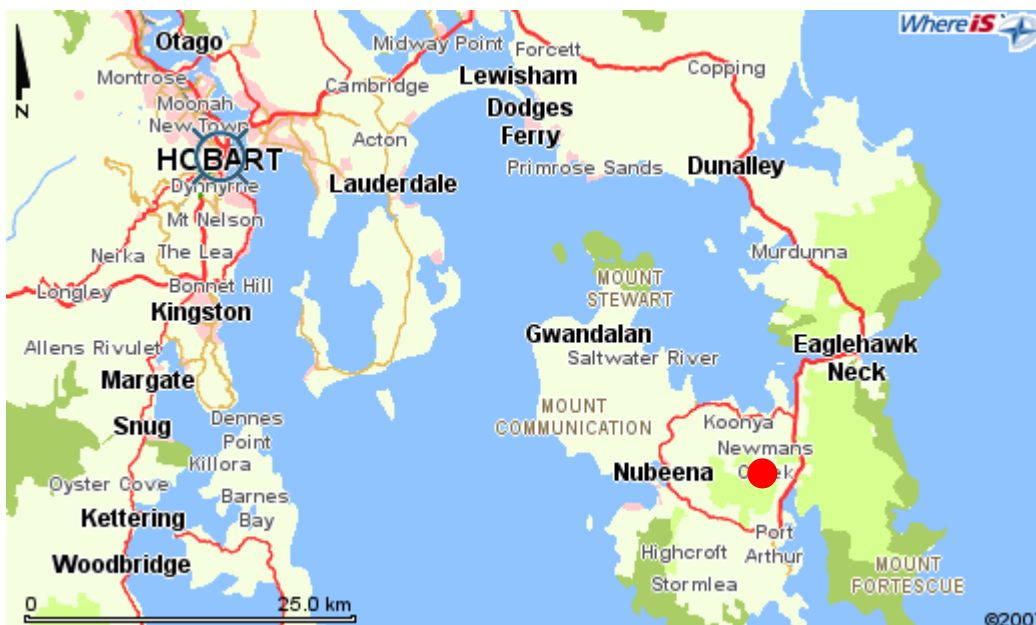 WhereiS
Otago
Midway Point
Forcett
Montrose
Cambridge
Lewisham
Copping
Moonah
New Town
Dodges
Ferry
Acton
HOBART
Dynnyrne
Lauderdale
Primrose Sands
Dunalley
Mt Nelson
Neika
The Lea
Murdunna
Longley
Bonnet Hill
MOUNT
STEWART
Kingston
Gwandalan
Eaglehawk
Neck
Allens Rivulet
Saltwater River
Margate
MOUNT
COMMUNICATION
Snug
Dennes
Point
Koonya
Newmans
Killora
Nubeena
Oyster Cove
Barnes
Bay
Kettering
Port
Arthur
Highcroft
Woodbridge
Stormlea
MOUNT
FORTESCUE
0 25.0 km
N